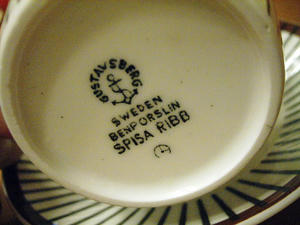 GUSTAVSBERG
SWEDEN
BENPORSLIN
SPISA RIBB